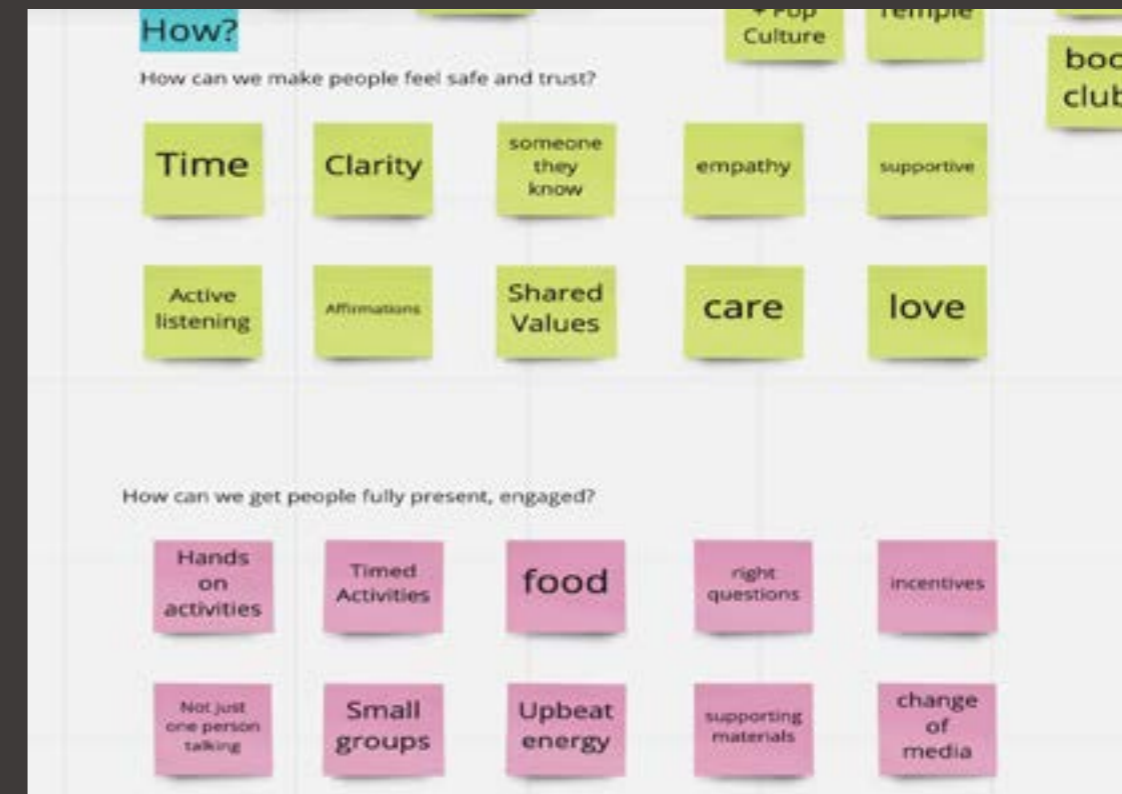 + Pop
Culture
Temple
How?
How can we make people feel safe and trust?
Time
Clarity
someone
they
know
empathy
supportive
Active
listening
Affirmations
Shared
Values
care
love
How can we get people fully present, engaged?
Hands
on
activities
Timed
Activities
food
right
questions
incentives
Not just
one person
talking
Small
groups
Upbeat
energy
supporting
materials
change
of
media